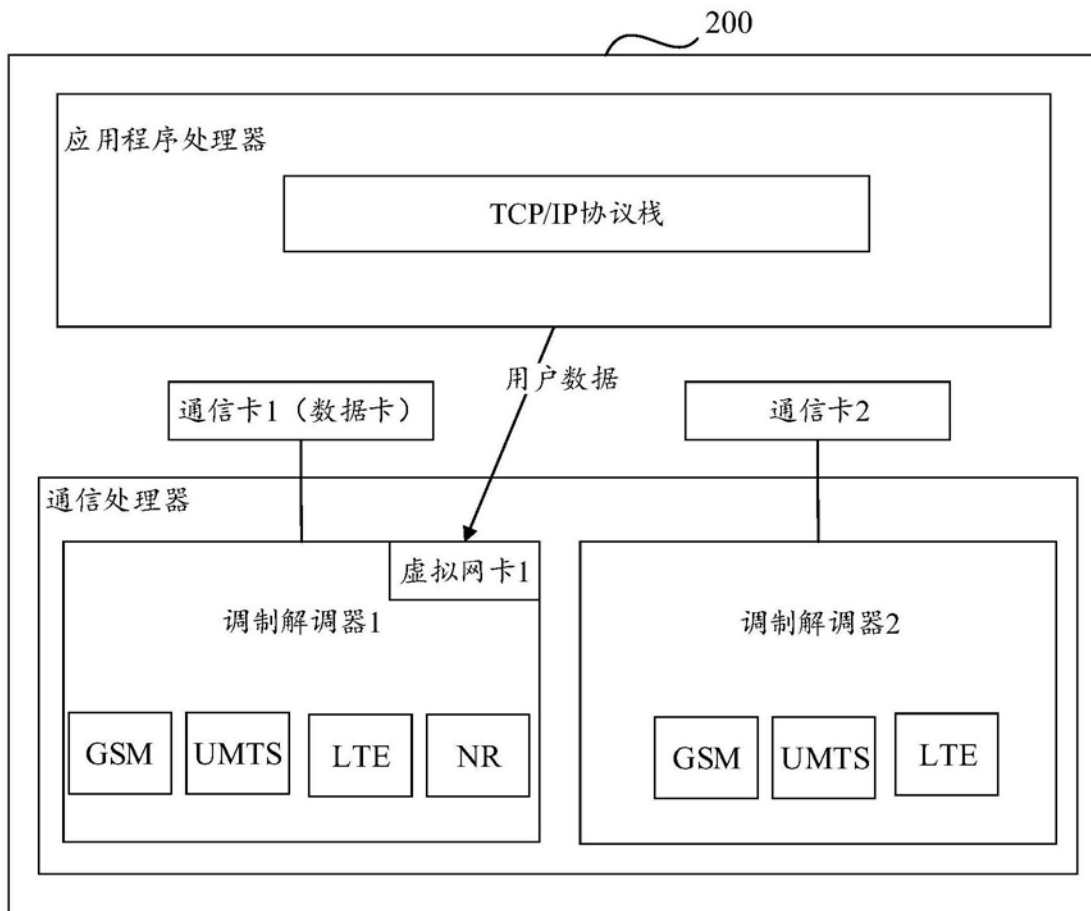 200
应用程序处理器
TCP/IP协议栈
用户数据
通信卡1（数据卡）
通信卡2
通信处理器
虚拟网卡1
调制解调器1
调制解调器2
GSM
UMTS
LTE
NR
GSM
UMTS
LTE